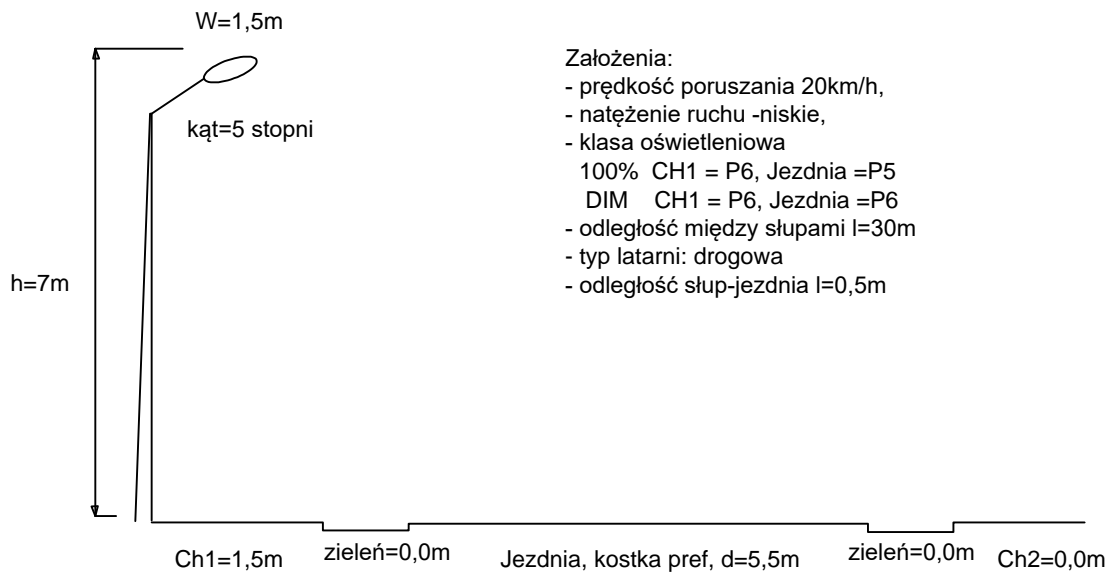 W=1,5m
kąt=5 stopni
h=7m
Założenia:
- prędkość poruszania 20km/h,
- natężenie ruchu -niskie,
- klasa oświetleniowa
100% CH1 = P6, Jezdnia =P5
DIM CH1 = P6, Jezdnia =P6
- odległość między słupami l=30m
- typ latarni: drogowa
- odległość słup-jezdnia l=0,5m
Ch1=1,5m
zieleń=0,0m
Jezdnia, kostka pref, d=5,5m
zieleń=0,0m
Ch2=0,0m